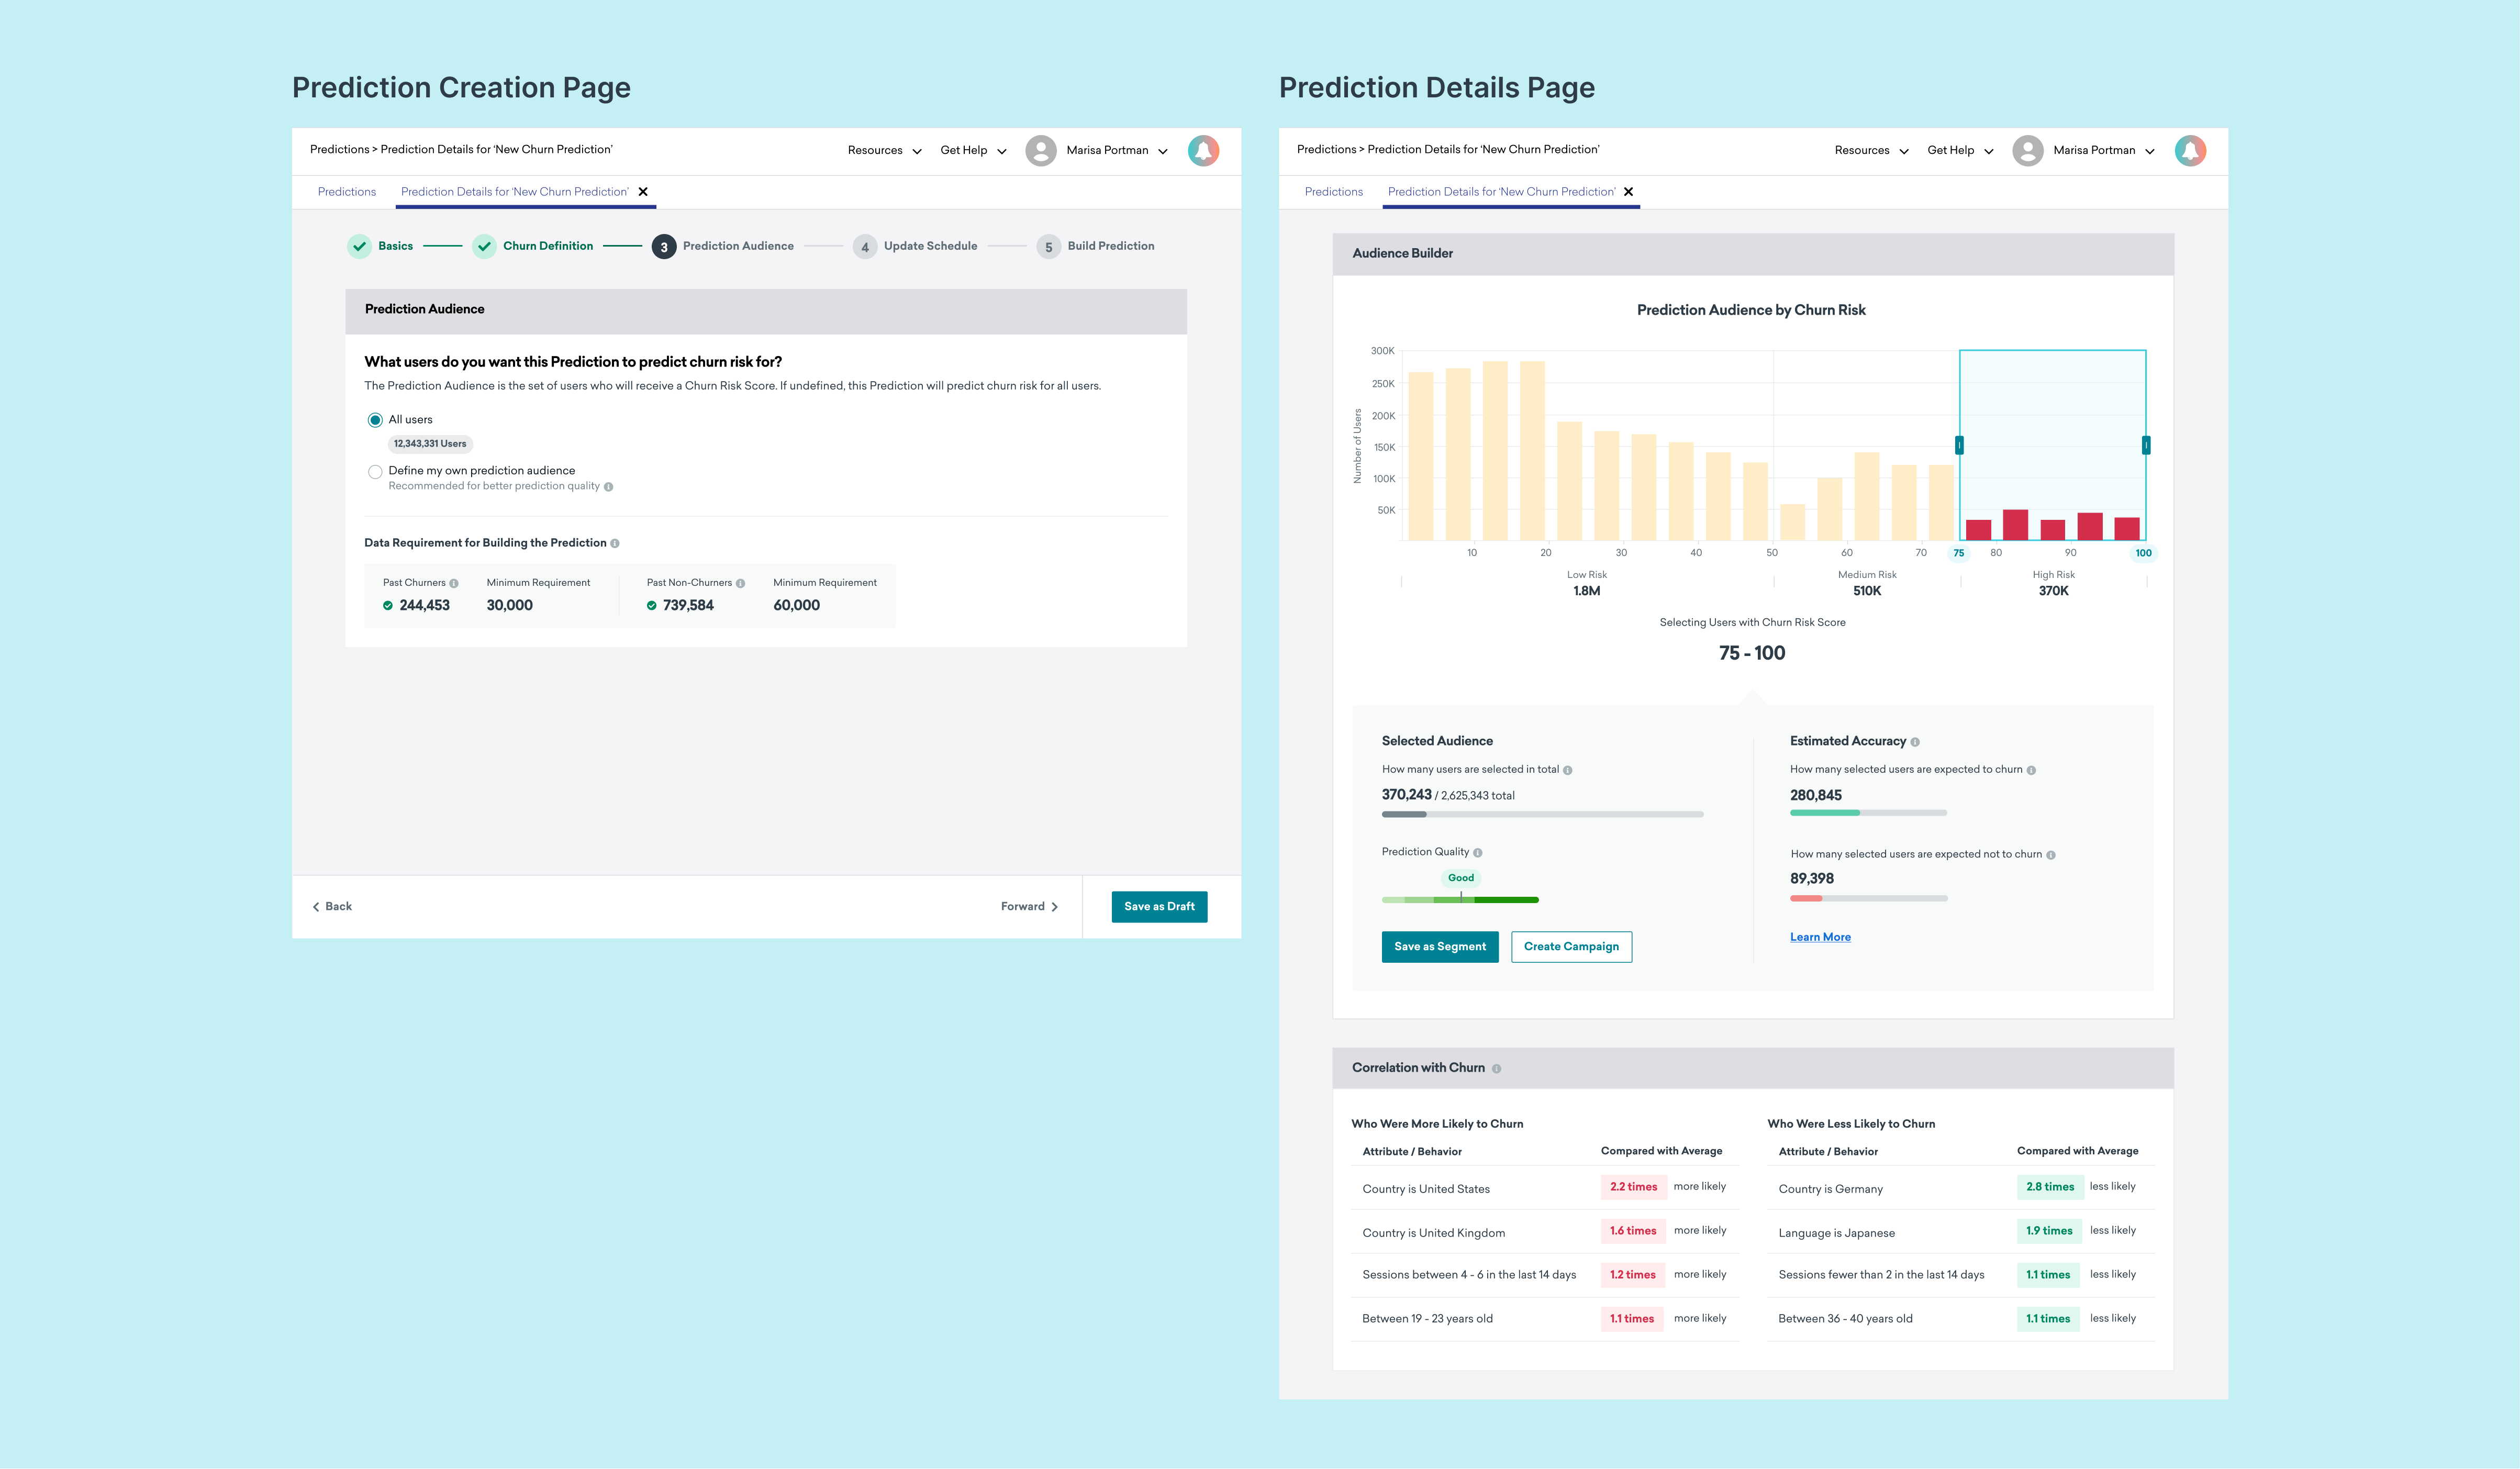 Prediction Creation Page
Predictions > Prediction Details for ‘New Churn Prediction’
Resources
Get Help
Marisa Portman
Predictions
Prediction Details for ‘New Churn Prediction’
Basics
Churn Definition
3 Prediction Audience
4 Update Schedule
5 Build Prediction
Prediction Audience
What users do you want this Prediction to predict churn risk for?
The Prediction Audience is the set of users who will receive a Churn Risk Score. If undefined, this Prediction will predict churn risk for all users.
All users
12,343,331 Users
Define my own prediction audience
Recommended for better prediction quality
Data Requirement for Building the Prediction
Past Churners Minimum Requirement Past Non-Churners Minimum Requirement
244,453 30,000 739,584 60,000
Back
Forward
Save as Draft
Prediction Details Page
Predictions > Prediction Details for ‘New Churn Prediction’
Resources
Get Help
Marisa Portman
Predictions
Prediction Details for ‘New Churn Prediction’
Audience Builder
Prediction Audience by Churn Risk
Number of Users
300K
250K
200K
150K
100K
50K
10 20 30 40 50 60 70 75 80 90 100
Low Risk Medium Risk High Risk
1.8M 510K 370K
Selecting Users with Churn Risk Score
75 - 100
Selected Audience
How many users are selected in total
370,243 / 2,625,343 total
Prediction Quality
Good
Save as Segment
Create Campaign
Estimated Accuracy
How many selected users are expected to churn
280,845
How many selected users are expected not to churn
89,398
Learn More
Correlation with Churn
Who Were More Likely to Churn
Attribute / Behavior Compared with Average
Country is United States 2.2 times more likely
Country is United Kingdom 1.6 times more likely
Sessions between 4 - 6 in the last 14 days 1.2 times more likely
Between 19 - 23 years old 1.1 times more likely
Who Were Less Likely to Churn
Attribute / Behavior Compared with Average
Country is Germany 2.8 times less likely
Language is Japanese 1.9 times less likely
Sessions fewer than 2 in the last 14 days 1.1 times less likely
Between 36 - 40 years old 1.1 times less likely